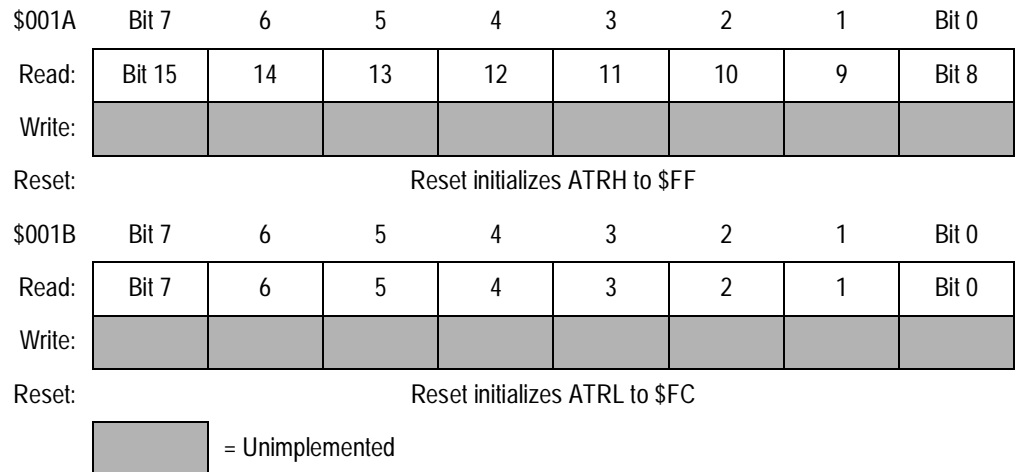 $001A Bit 7 6 5 4 3 2 1 Bit 0
Read: Bit 15 14 13 12 11 10 9 Bit 8
Write:
Reset: Reset initializes ATRH to $FF
$001B Bit 7 6 5 4 3 2 1 Bit 0
Read: Bit 7 6 5 4 3 2 1 Bit 0
Write:
Reset: Reset initializes ATRL to $FC
= Unimplemented